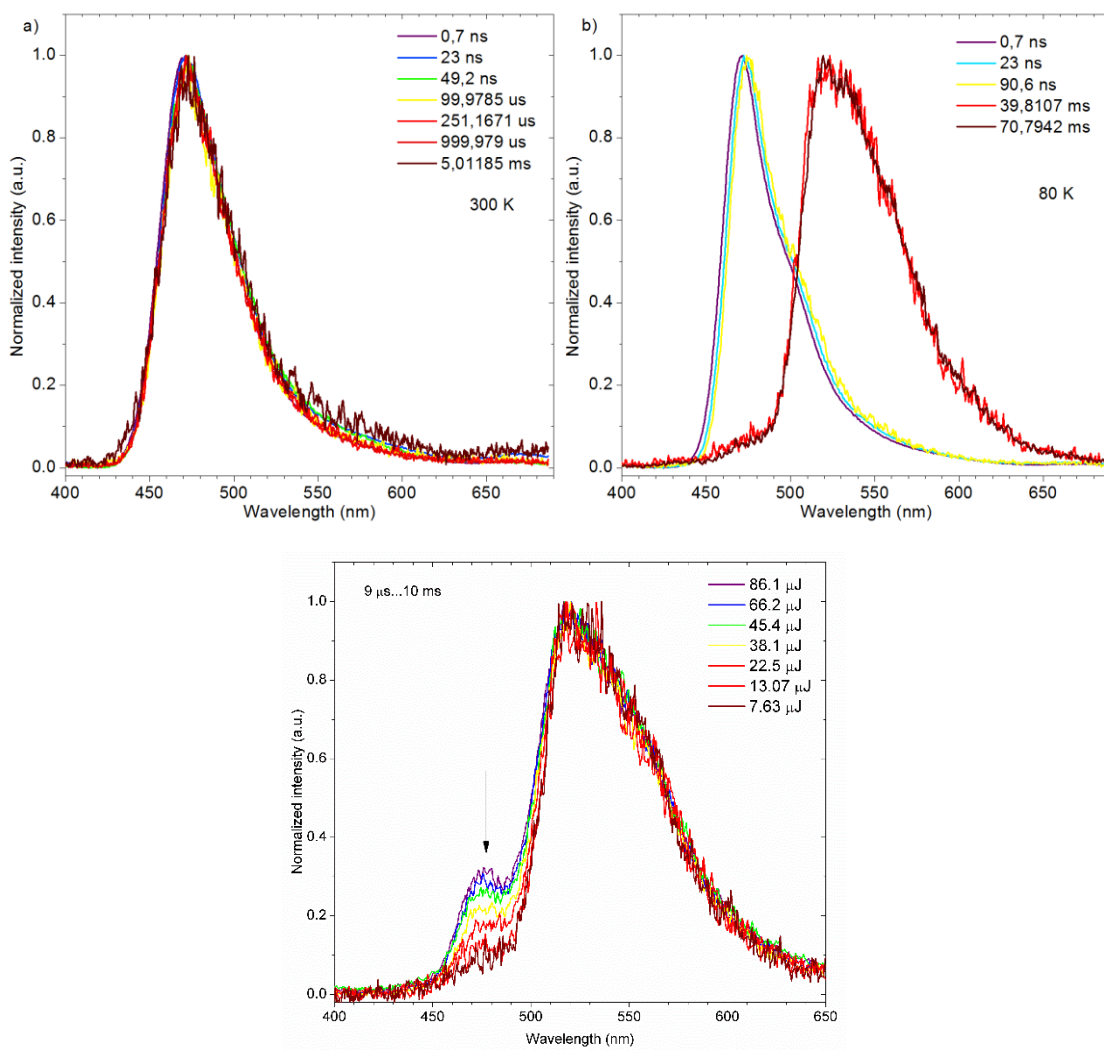 a)
0,7 ns
23 ns
49,2 ns
99,9785 us
251,1671 us
999,979 us
5,01185 ms
300 K
Normalized intensity (a.u.)
1.0
0.8
0.6
0.4
0.2
0.0
400 450 500 550 600 650
Wavelength (nm)
b)
0,7 ns
23 ns
90,6 ns
39,8107 ms
70,7942 ms
80 K
Normalized intensity (a.u.)
1.0
0.8
0.6
0.4
0.2
0.0
400 450 500 550 600 650
Wavelength (nm)
9 μs...10 ms
86.1 μJ
66.2 μJ
45.4 μJ
38.1 μJ
22.5 μJ
13.07 μJ
7.63 μJ
Normalized intensity (a.u.)
1.0
0.8
0.6
0.4
0.2
0.0
400 450 500 550 600 650
Wavelength (nm)